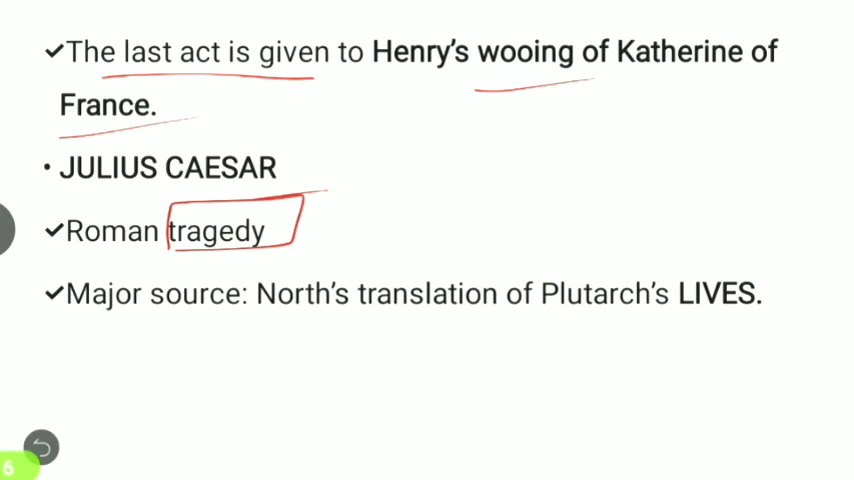 ✔The last act is given to Henry's wooing of Katherine of
France.
• JULIUS CAESAR
✔Roman tragedy
✔Major source: North's translation of Plutarch's LIVES.
6